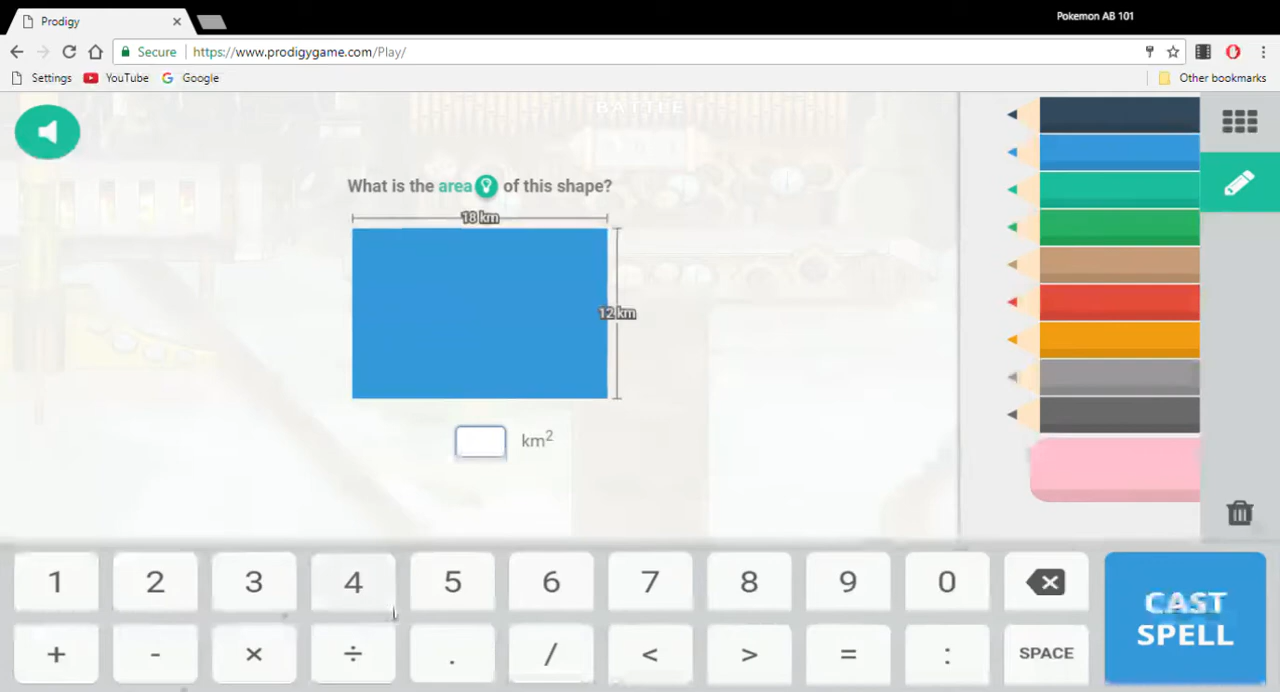 Prodigy
Pokemon AB 101
Secure https://www.prodigygame.com/Play/
Settings YouTube Google Other bookmarks
BATTLE
What is the area of this shape?
18 km
12 km
km²
1 2 3 4 5 6 7 8 9 0
+ - × ÷ . / < > = : SPACE
CAST
SPELL